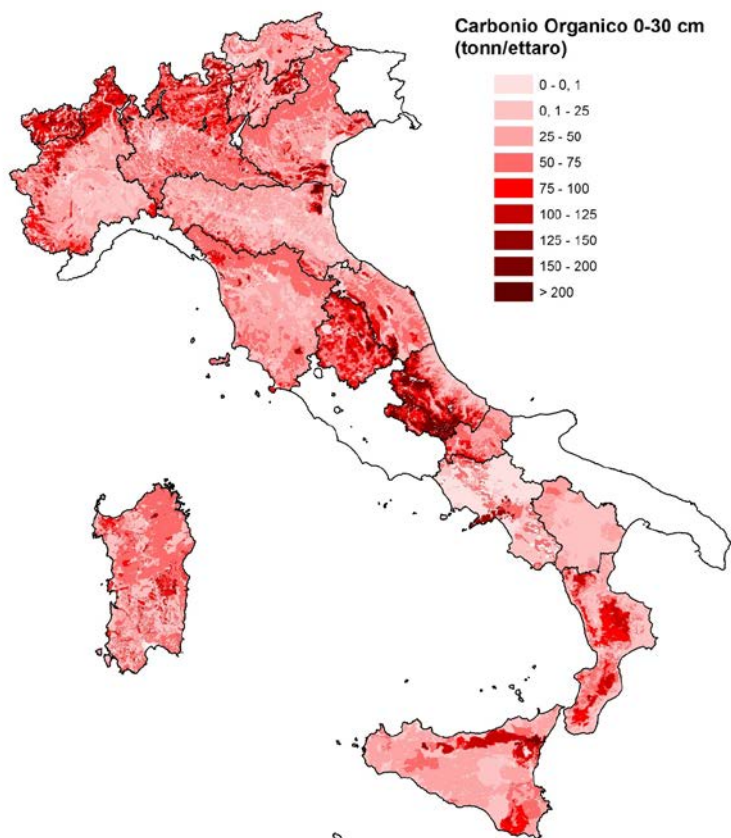 Carbonio Organico 0-30 cm
(tonn/ettaro)
0 - 0, 1
0, 1 - 25
25 - 50
50 - 75
75 - 100
100 - 125
125 - 150
150 - 200
> 200